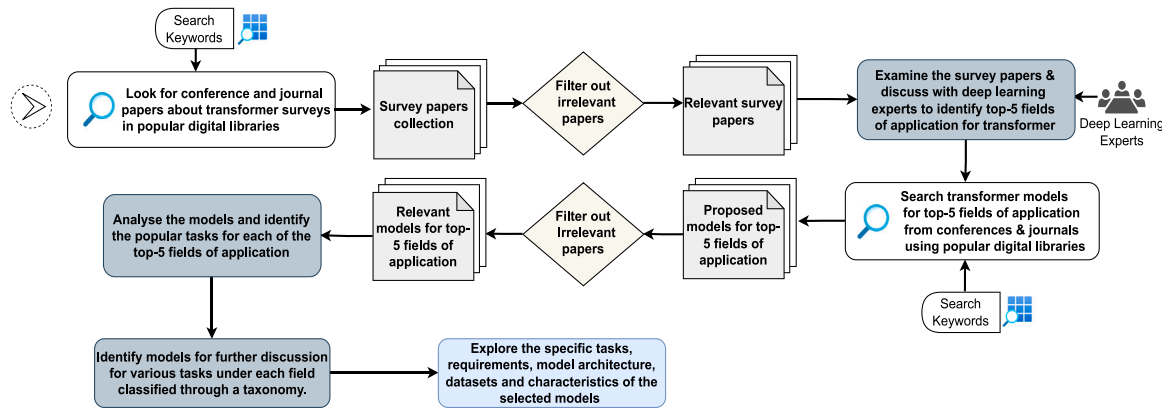 Search
Keywords
Look for conference and journal
papers about transformer surveys
in popular digital libraries
Survey papers
collection
Filter out
irrelevant
papers
Relevant survey
papers
Examine the survey papers &
discuss with deep learning
experts to identify top-5 fields
of application for transformer
Deep Learning
Experts
Search transformer models
for top-5 fields of application
from conferences & journals
using popular digital libraries
Search
Keywords
Proposed
models for top-
5 fields of
application
Filter out
Irrelevant
papers
Relevant
models for top-
5 fields of
application
Analyse the models and identify
the popular tasks for each of the
top-5 fields of application
Identify models for further discussion
for various tasks under each field
classified through a taxonomy.
Explore the specific tasks,
requirements, model architecture,
datasets and characteristics of the
selected models